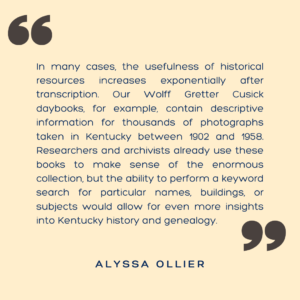 “
In many cases, the usefulness of historical
resources increases exponentially after
transcription. Our Wolff Gretter Cusick
daybooks, for example, contain descriptive
information for thousands of photographs
taken in Kentucky between 1902 and 1958.
Researchers and archivists already use these
books to make sense of the enormous
collection, but the ability to perform a keyword
search for particular names, buildings, or
subjects would allow for even more insights
into Kentucky history and genealogy.
”
ALYSSA OLLIER